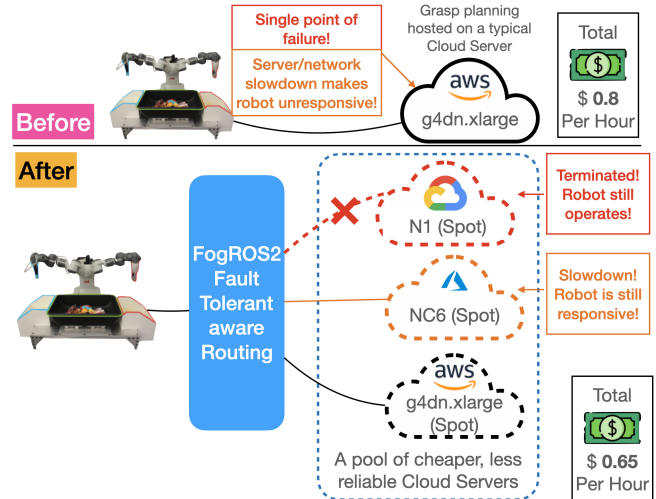 Single point of
failure!
Server/network
slowdown makes
robot unresponsive!
Grasp planning
hosted on a typical
Cloud Server
aws
g4dn.xlarge
Total
$
$ 0.8
Per Hour
Before
After
FogROS2
Fault
Tolerant
aware
Routing
N1 (Spot)
Terminated!
Robot still
operates!
NC6 (Spot)
Slowdown!
Robot is still
responsive!
aws
g4dn.xlarge
(Spot)
A pool of cheaper, less
reliable Cloud Servers
Total
$
$ 0.65
Per Hour